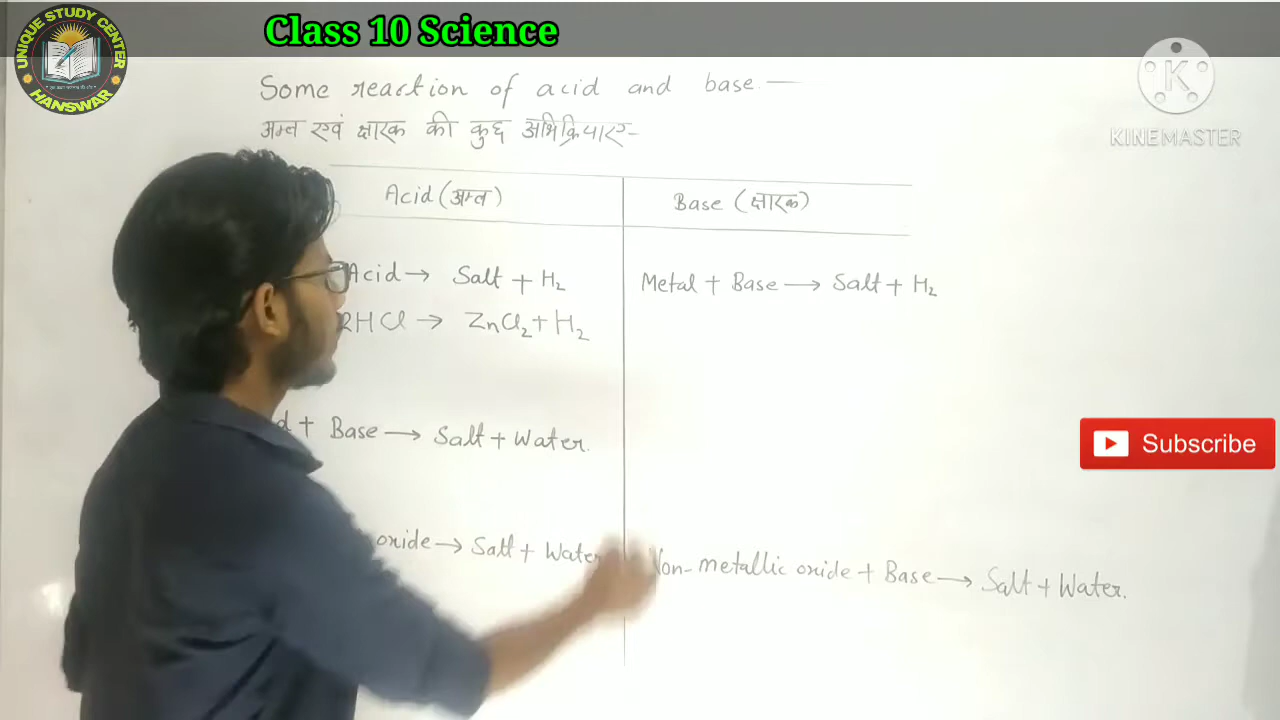 Class 10 Science
UNIQUE STUDY CENTER
HANSWAR
KINEMASTER
Some reaction of acid and base —
अम्ल एवं क्षारक की कुछ अभिक्रियाएं-
Acid (अम्ल)
Base (क्षारक)
Acid → Salt + H₂
Metal + Base → Salt + H₂
2HCl → ZnCl₂ + H₂
+ Base → Salt + Water.
Subscribe
oxide → Salt + Water
Non-metallic oxide + Base → Salt + Water.